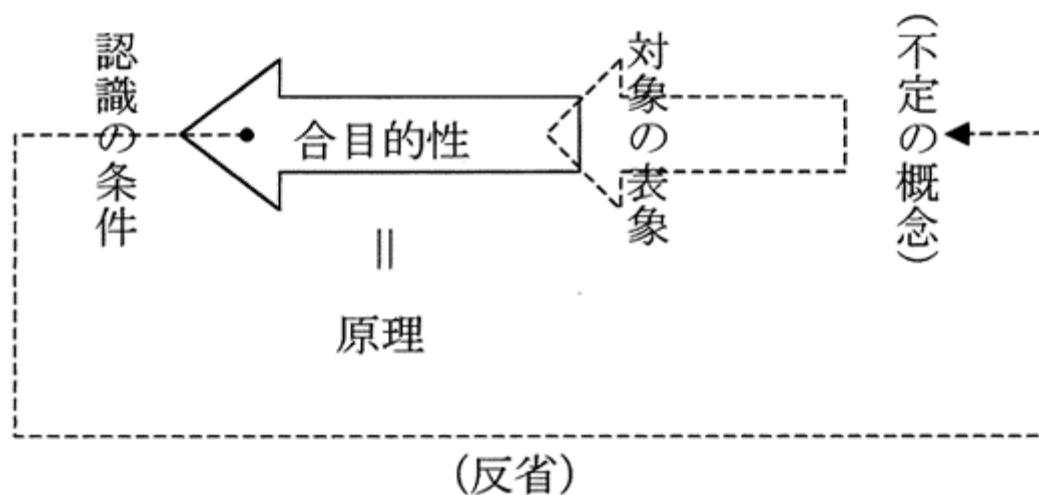 認識の条件
合目的性
対象の表象
(不定の概念)
||
原理
(反省)